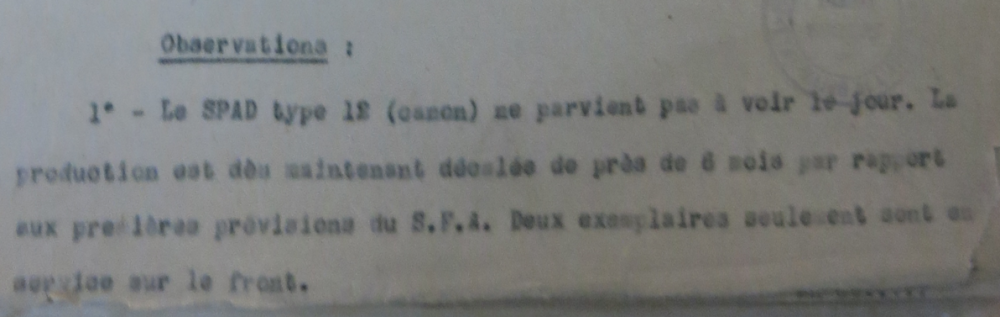 Observations :
1° - Le SPAD type 12 (canon) ne parvient pas à voir le jour. La
production est dès maintenant décalée de près de 6 mois par rapport
aux premières prévisions du S.F.A. Deux exemplaires seulement sont en
service sur le front.